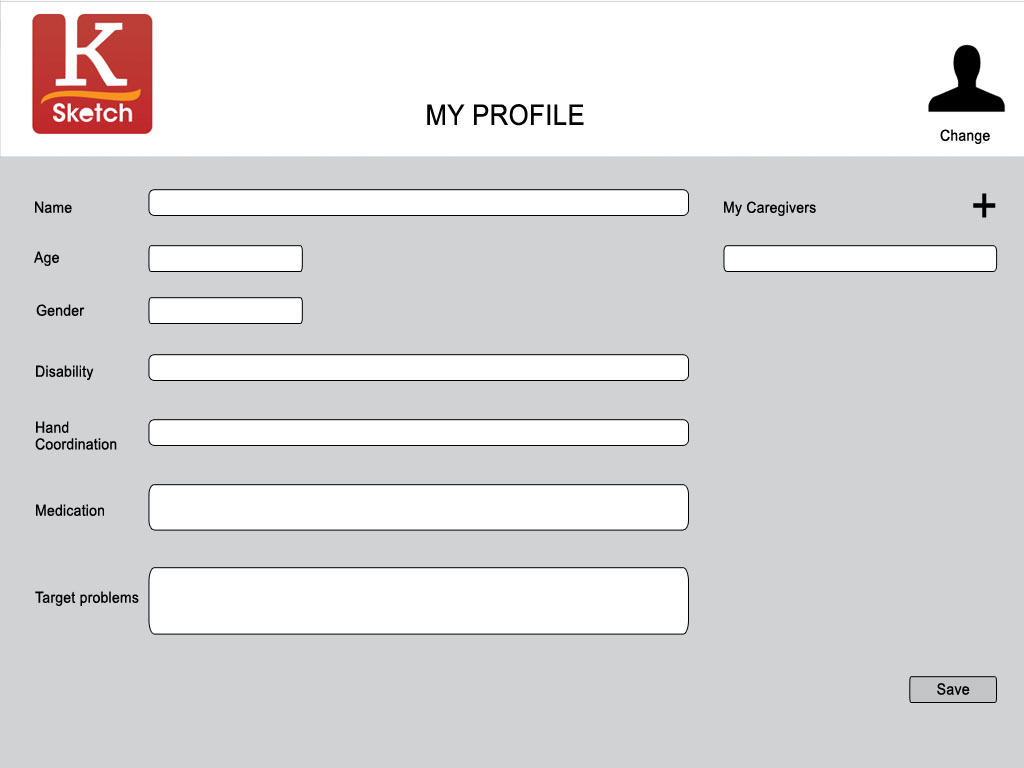 K
Sketch
MY PROFILE
Change
Name
My Caregivers
Age
Gender
Disability
Hand
Coordination
Medication
Target problems
Save